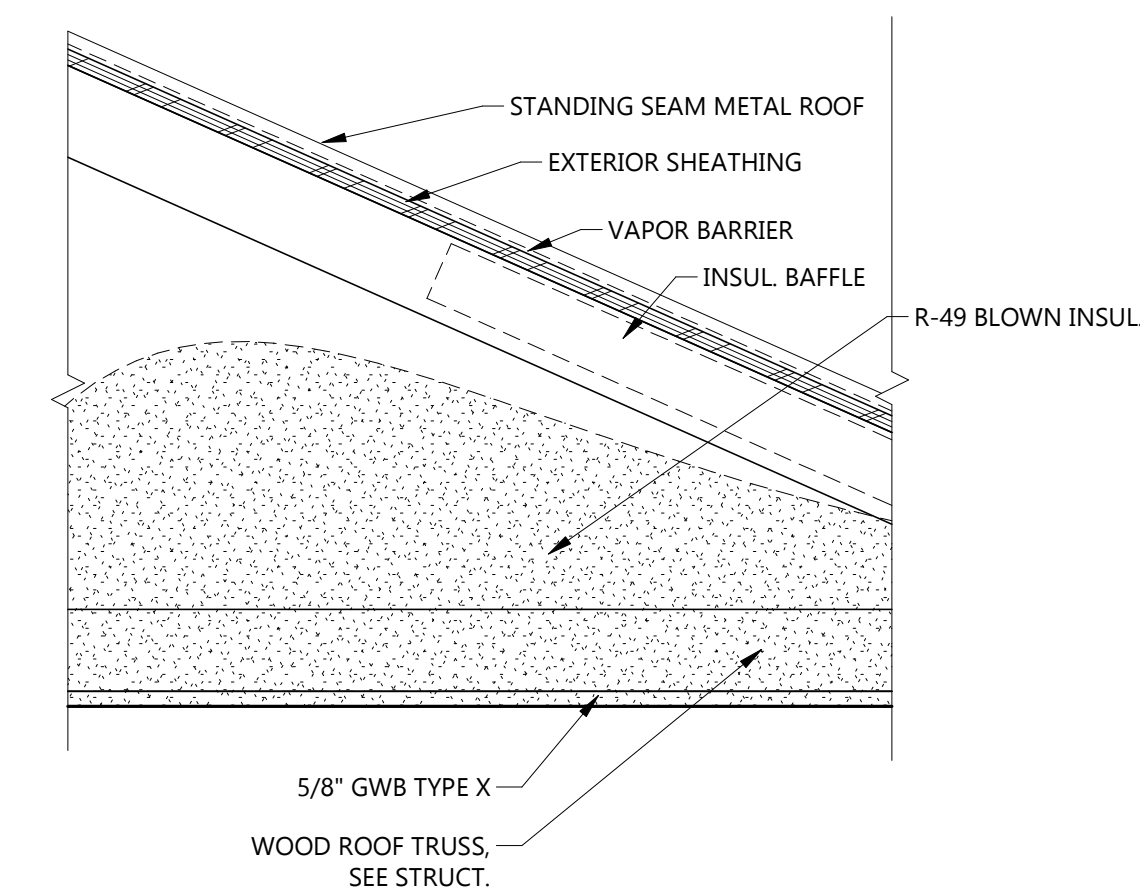 STANDING SEAM METAL ROOF
EXTERIOR SHEATHING
VAPOR BARRIER
INSUL. BAFFLE
R-49 BLOWN INSUL.
5/8" GWB TYPE X
WOOD ROOF TRUSS,
SEE STRUCT.